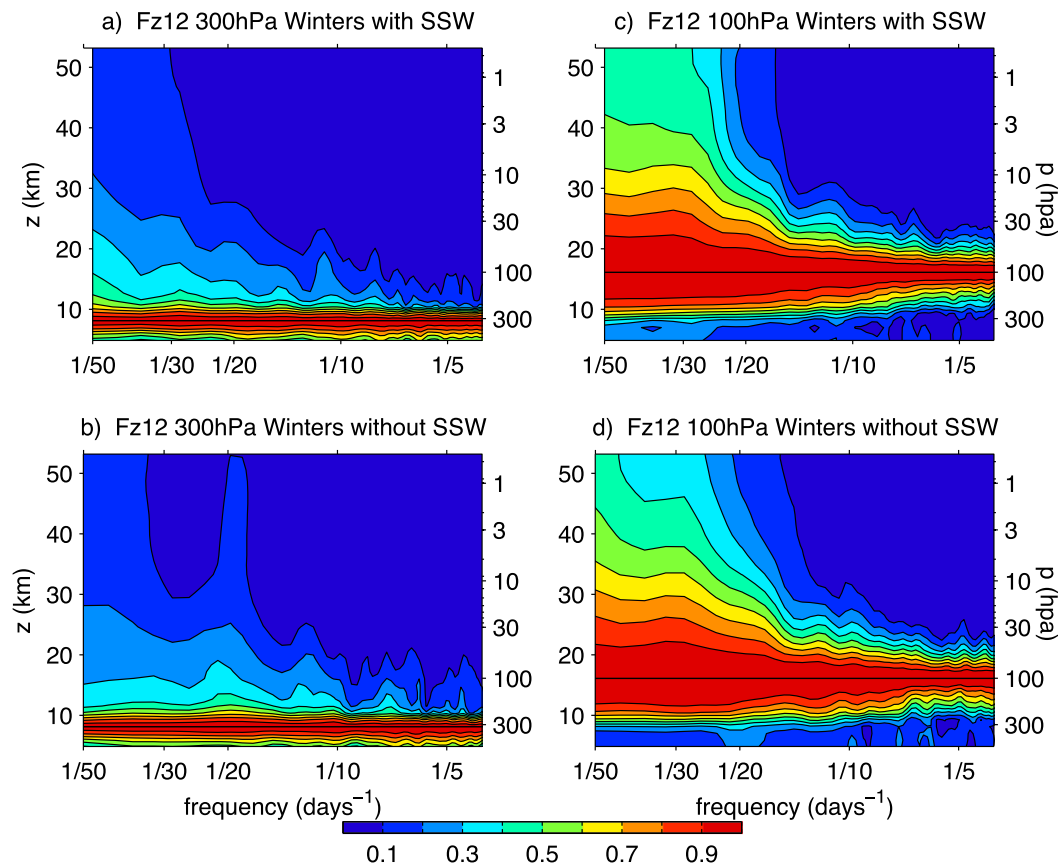 a) Fz12 300hPa Winters with SSW
50
40
30
20
10
z (km)
1
3
10
30
100
300
1/50 1/30 1/20 1/10 1/5
c) Fz12 100hPa Winters with SSW
50
40
30
20
10
1
3
10
30
100
300
p (hpa)
1/50 1/30 1/20 1/10 1/5
b) Fz12 300hPa Winters without SSW
50
40
30
20
10
z (km)
1
3
10
30
100
300
1/50 1/30 1/20 1/10 1/5
frequency (days⁻¹)
d) Fz12 100hPa Winters without SSW
50
40
30
20
10
1
3
10
30
100
300
p (hpa)
1/50 1/30 1/20 1/10 1/5
frequency (days⁻¹)
0.1 0.3 0.5 0.7 0.9